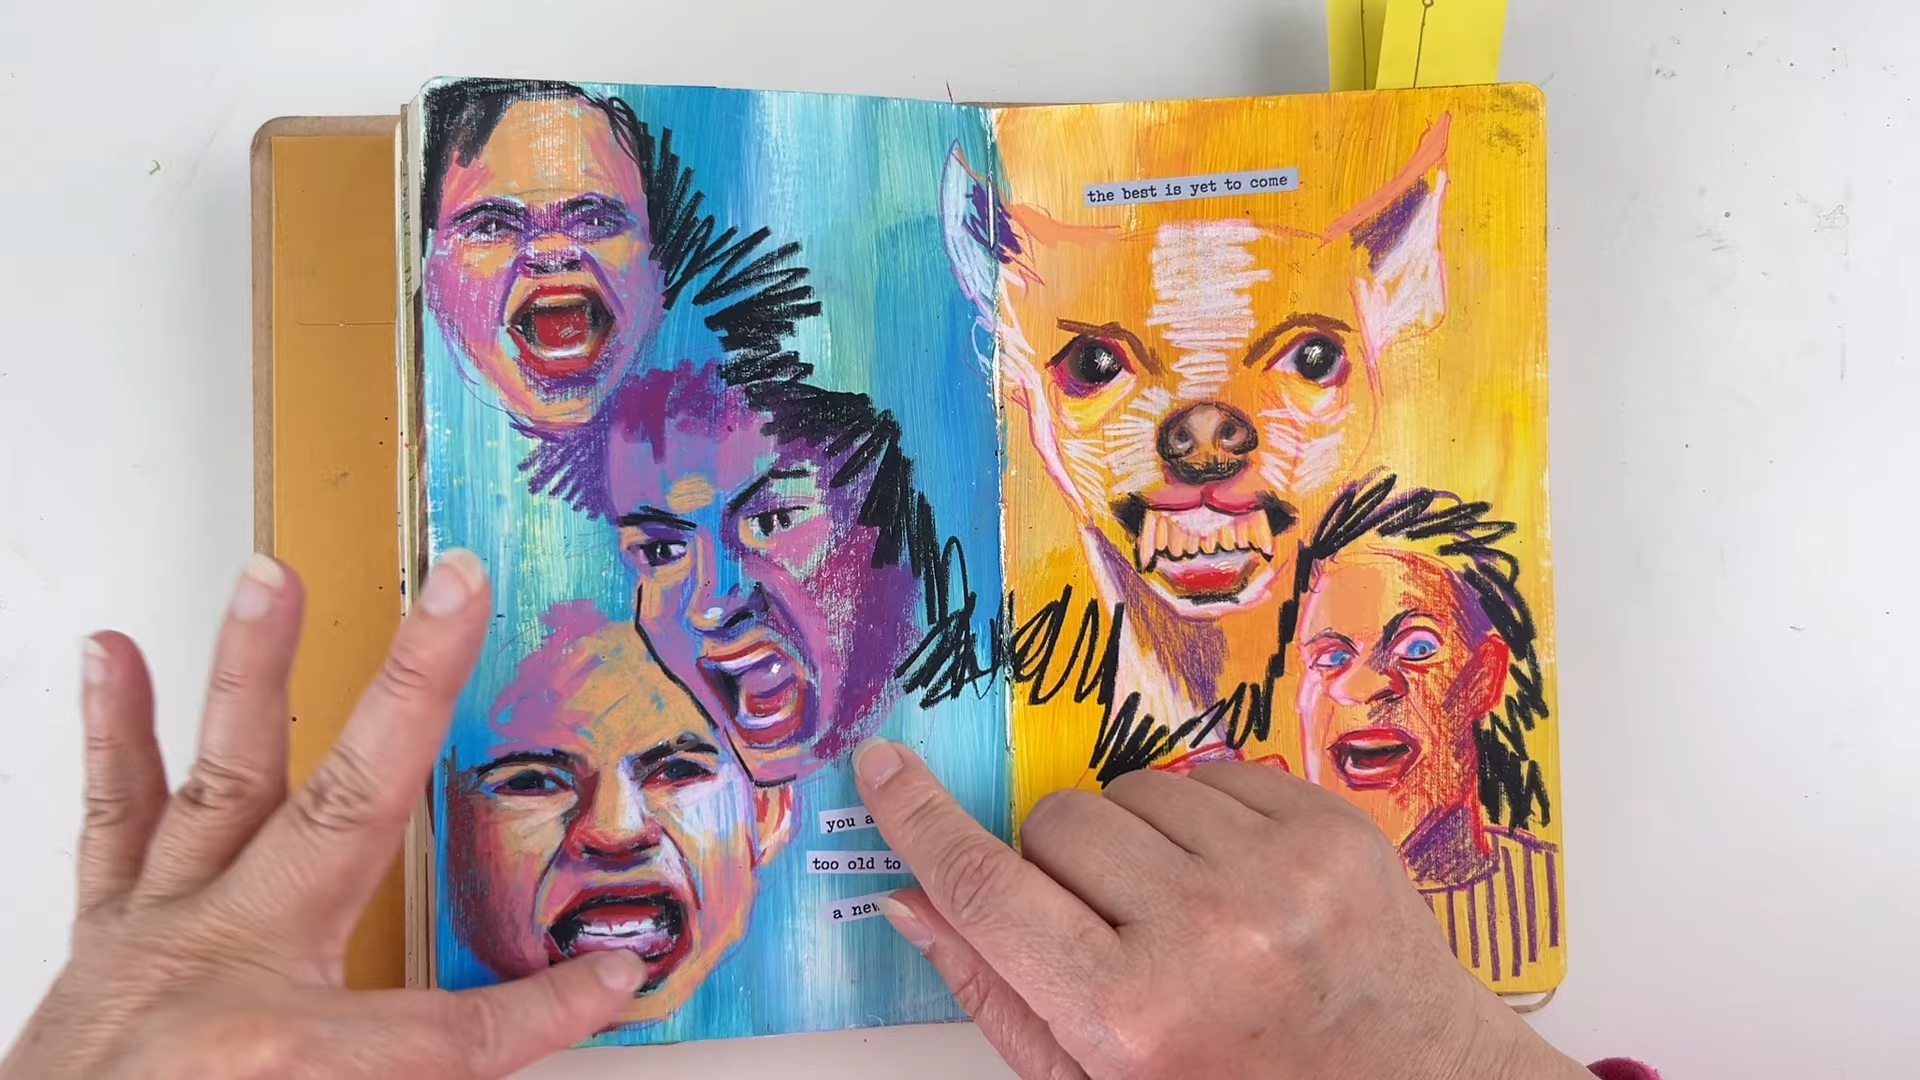 you a
too old to
a new
the best is yet to come